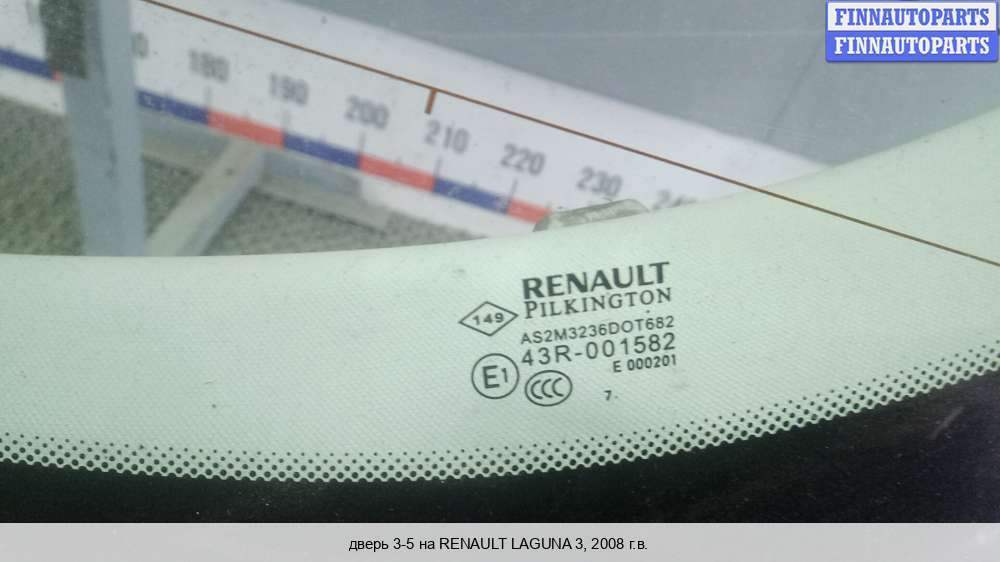 FINNAUTOPARTS
FINNAUTOPARTS
180
190
200
210
220
230
RENAULT
PILKINGTON
149
AS2M3236DOT682
43R-001582
E 000201
E1
CCC
7.
дверь 3-5 на RENAULT LAGUNA 3, 2008 г.в.